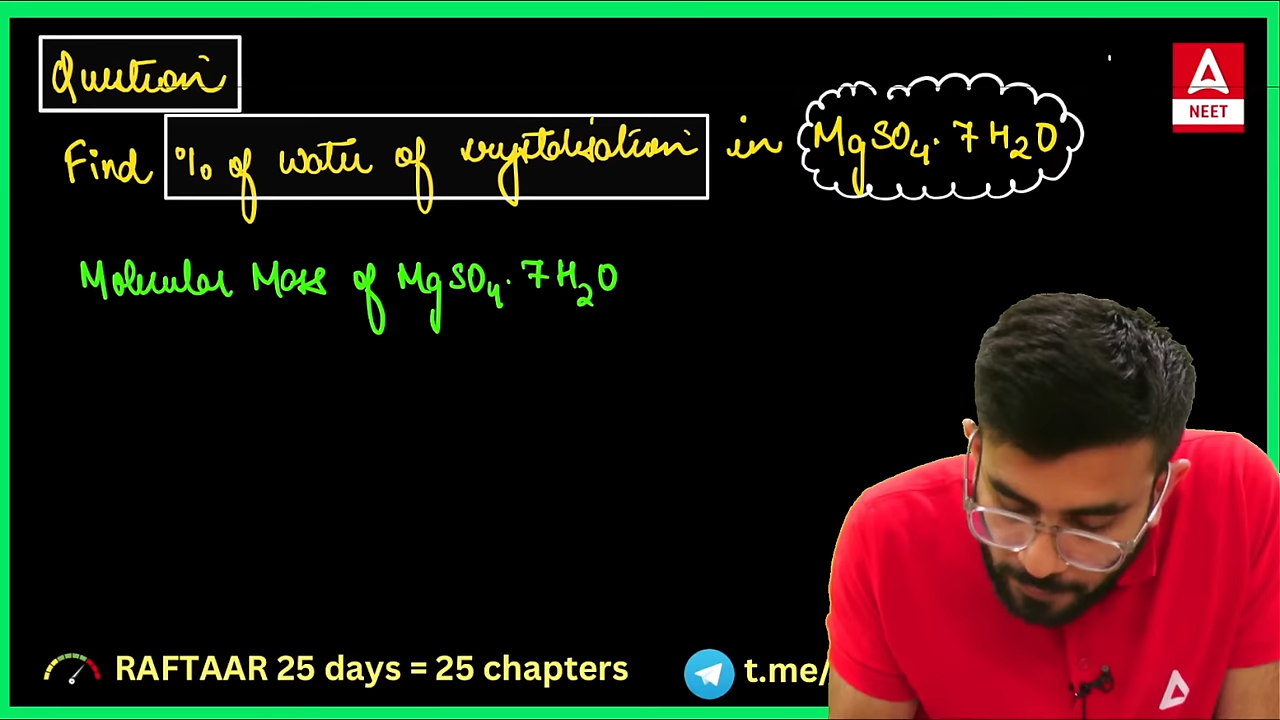 Question
NEET
Find % of water of crystalisation in MgSO₄·7H₂O
Molecular Mass of MgSO₄·7H₂O
RAFTAAR 25 days = 25 chapters
t.me/